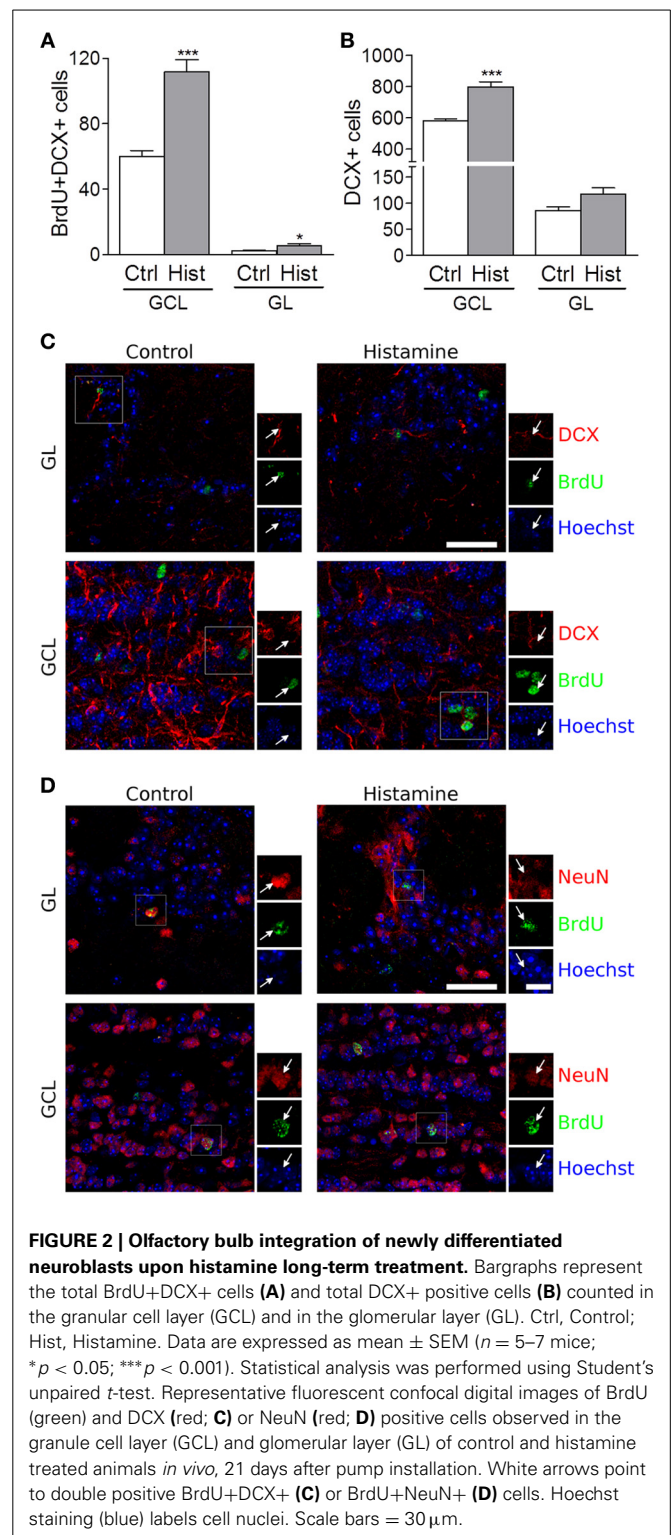 A
B
120
80
40
0
BrdU+DCX+ cells
***
*
Ctrl Hist Ctrl Hist
GCL GL
1000
800
600
400
150
100
50
0
DCX+ cells
***
Ctrl Hist Ctrl Hist
GCL GL
C
Control Histamine
GL
DCX
BrdU
Hoechst
GCL
DCX
BrdU
Hoechst
D
Control Histamine
GL
NeuN
BrdU
Hoechst
GCL
NeuN
BrdU
Hoechst
FIGURE 2 | Olfactory bulb integration of newly differentiated
neuroblasts upon histamine long-term treatment. Bargraphs represent
the total BrdU+DCX+ cells (A) and total DCX+ positive cells (B) counted in
the granular cell layer (GCL) and in the glomerular layer (GL). Ctrl, Control;
Hist, Histamine. Data are expressed as mean ± SEM (n = 5–7 mice;
*p < 0.05; ***p < 0.001). Statistical analysis was performed using Student's
unpaired t-test. Representative fluorescent confocal digital images of BrdU
(green) and DCX (red; C) or NeuN (red; D) positive cells observed in the
granule cell layer (GCL) and glomerular layer (GL) of control and histamine
treated animals in vivo, 21 days after pump installation. White arrows point
to double positive BrdU+DCX+ (C) or BrdU+NeuN+ (D) cells. Hoechst
staining (blue) labels cell nuclei. Scale bars = 30 μm.